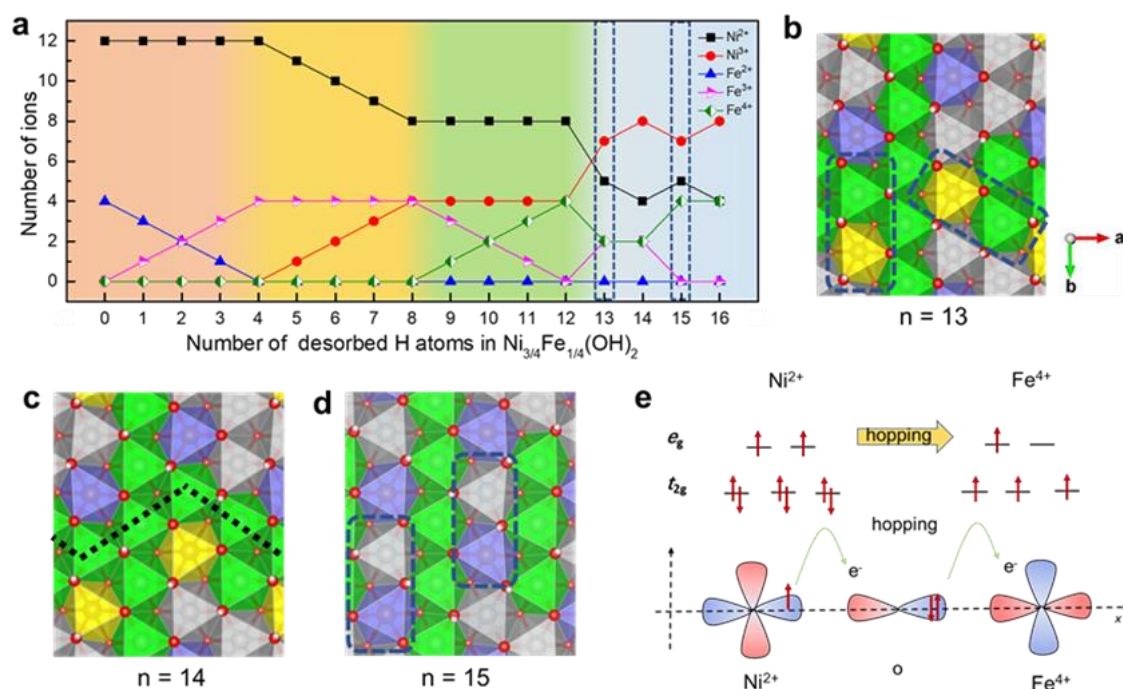 a
12
10
8
6
4
2
0
Number of ions
Ni²⁺
Ni³⁺
Fe²⁺
Fe³⁺
Fe⁴⁺
0 1 2 3 4 5 6 7 8 9 10 11 12 13 14 15 16
Number of desorbed H atoms in Ni₃/₄Fe₁/₄(OH)₂
b
a
b
n = 13
c
n = 14
d
n = 15
e
Ni²⁺ Fe⁴⁺
e_g
hopping
t₂g
hopping
e⁻ e⁻
x
Ni²⁺ o Fe⁴⁺